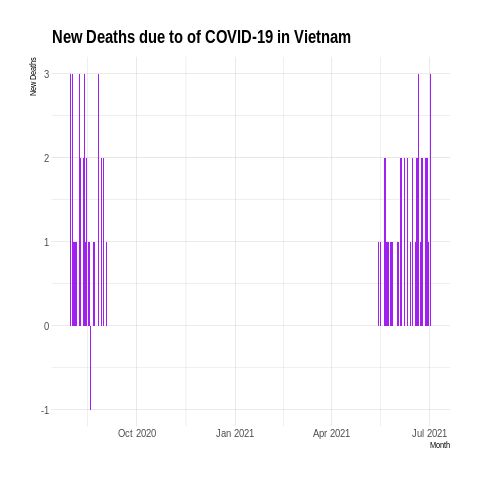 New Deaths due to of COVID-19 in Vietnam
New Deaths
3
2
1
0
-1
Oct 2020
Jan 2021
Apr 2021
Jul 2021
Month